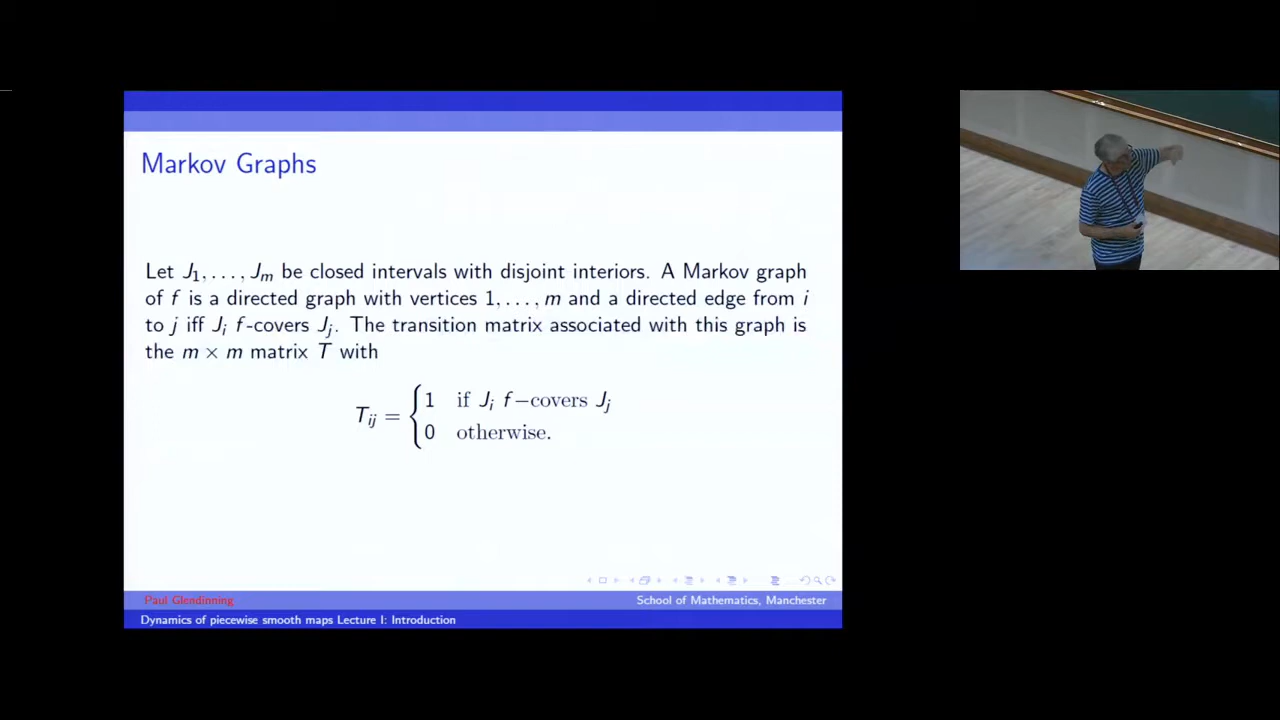 Markov Graphs
Let J₁, . . . , Jₘ be closed intervals with disjoint interiors. A Markov graph
of f is a directed graph with vertices 1, . . . , m and a directed edge from i
to j iff Jᵢ f-covers Jⱼ. The transition matrix associated with this graph is
the m × m matrix T with
Tᵢⱼ = { 1 if Jᵢ f−covers Jⱼ
0 otherwise.
Paul Glendinning School of Mathematics, Manchester
Dynamics of piecewise smooth maps Lecture I: Introduction